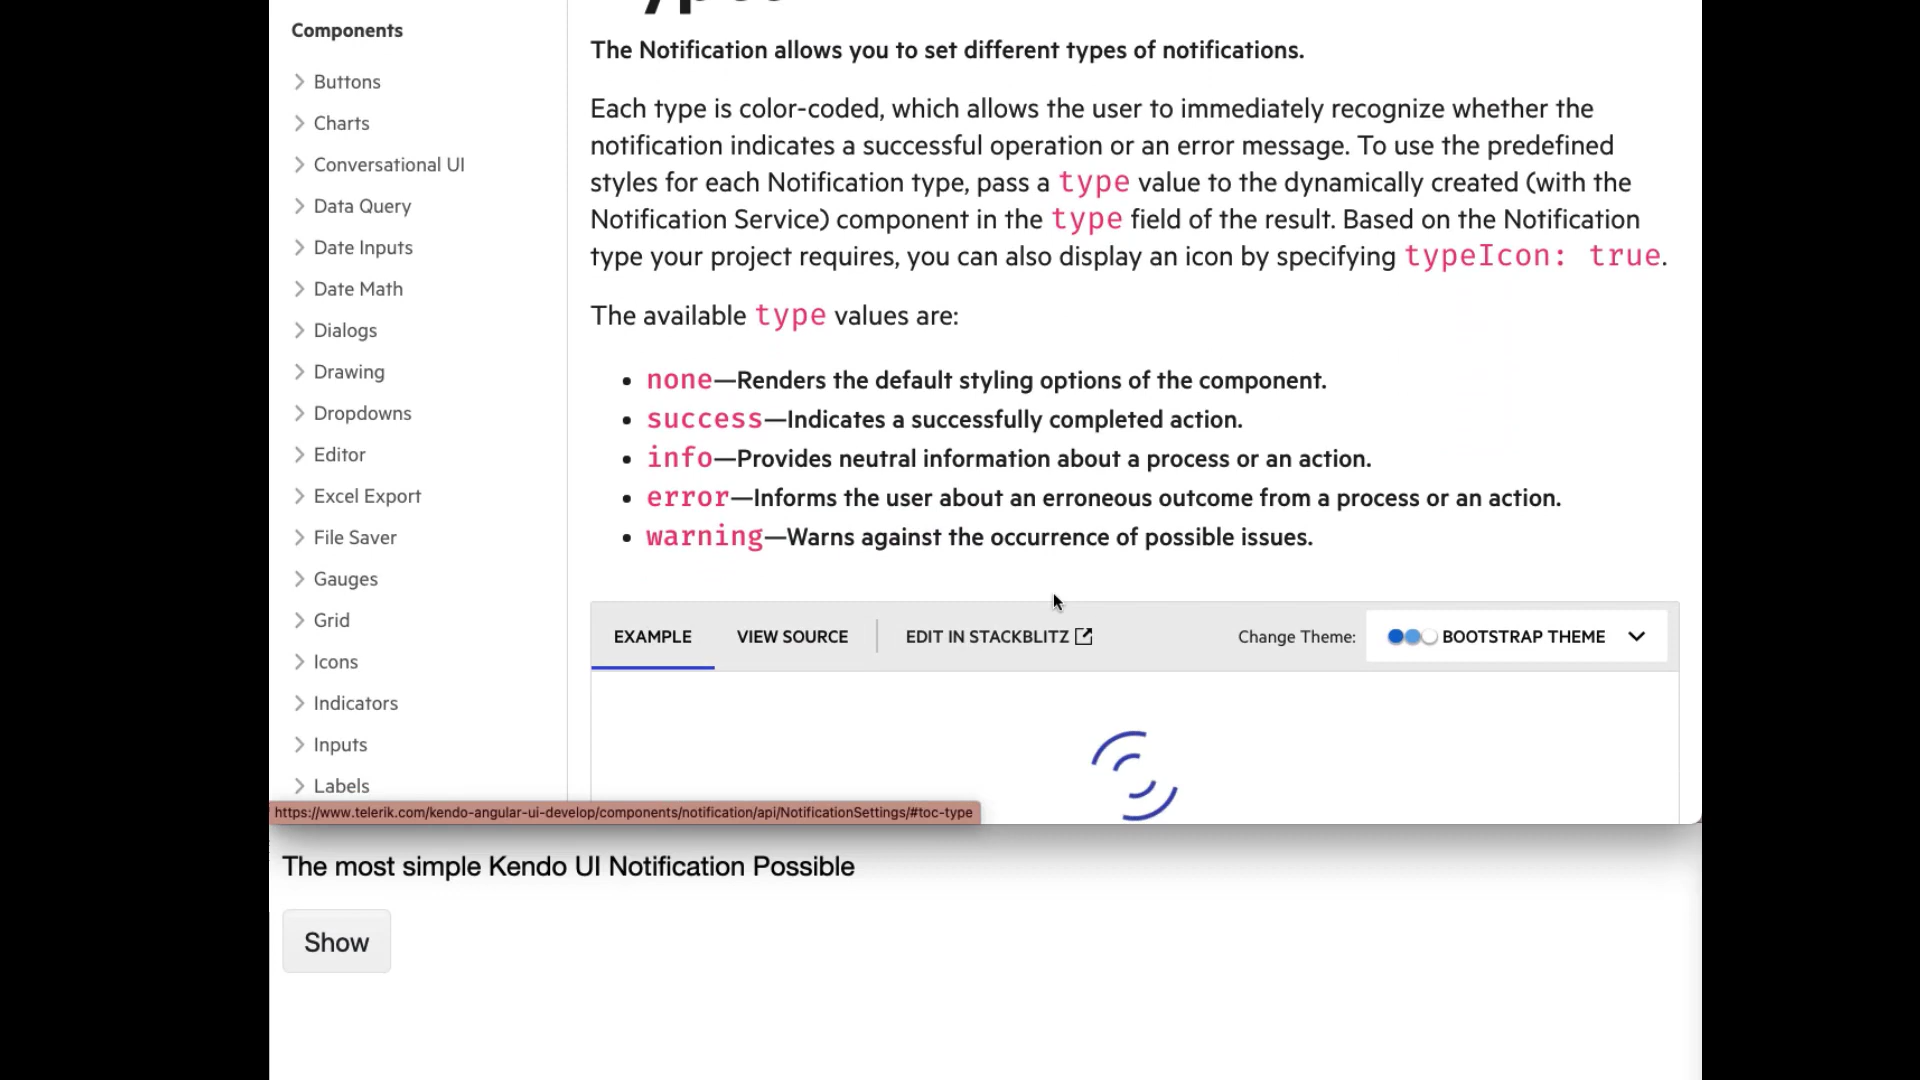 Components
Buttons
Charts
Conversational UI
Data Query
Date Inputs
Date Math
Dialogs
Drawing
Dropdowns
Editor
Excel Export
File Saver
Gauges
Grid
Icons
Indicators
Inputs
Labels
The Notification allows you to set different types of notifications.
Each type is color-coded, which allows the user to immediately recognize whether the
notification indicates a successful operation or an error message. To use the predefined
styles for each Notification type, pass a type value to the dynamically created (with the
Notification Service) component in the type field of the result. Based on the Notification
type your project requires, you can also display an icon by specifying typeIcon: true.
The available type values are:
none—Renders the default styling options of the component.
success—Indicates a successfully completed action.
info—Provides neutral information about a process or an action.
error—Informs the user about an erroneous outcome from a process or an action.
warning—Warns against the occurrence of possible issues.
EXAMPLE VIEW SOURCE EDIT IN STACKBLITZ Change Theme: BOOTSTRAP THEME
https://www.telerik.com/kendo-angular-ui-develop/components/notification/api/NotificationSettings/#toc-type
The most simple Kendo UI Notification Possible
Show